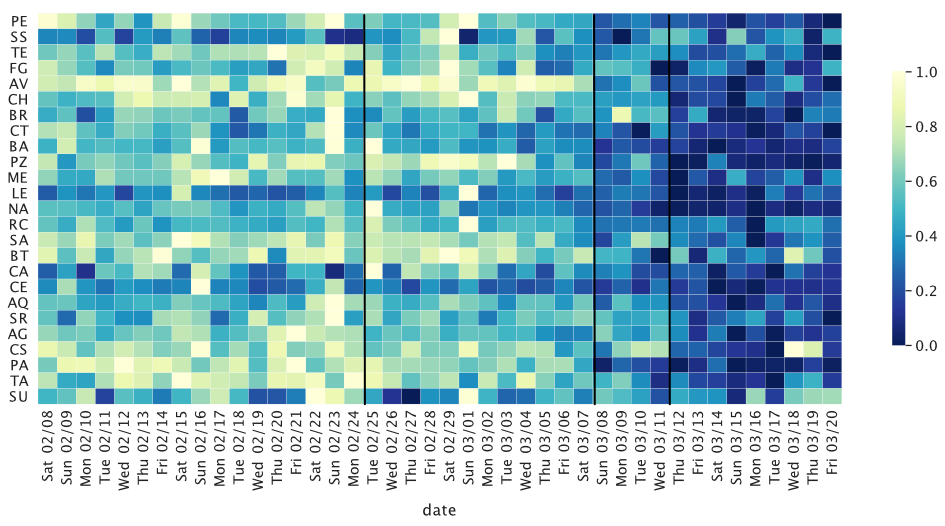 PE
SS
TE
FG
AV
CH
BR
CT
BA
PZ
ME
LE
NA
RC
SA
BT
CA
CE
AQ
SR
AG
CS
PA
TA
SU
Sat 02/08
Sun 02/09
Mon 02/10
Tue 02/11
Wed 02/12
Thu 02/13
Fri 02/14
Sat 02/15
Sun 02/16
Mon 02/17
Tue 02/18
Wed 02/19
Thu 02/20
Fri 02/21
Sat 02/22
Sun 02/23
Mon 02/24
Tue 02/25
Wed 02/26
Thu 02/27
Fri 02/28
Sat 02/29
Sun 03/01
Mon 03/02
Tue 03/03
Wed 03/04
Thu 03/05
Fri 03/06
Sat 03/07
Sun 03/08
Mon 03/09
Tue 03/10
Wed 03/11
Thu 03/12
Fri 03/13
Sat 03/14
Sun 03/15
Mon 03/16
Tue 03/17
Wed 03/18
Thu 03/19
Fri 03/20
date
1.0
0.8
0.6
0.4
0.2
0.0